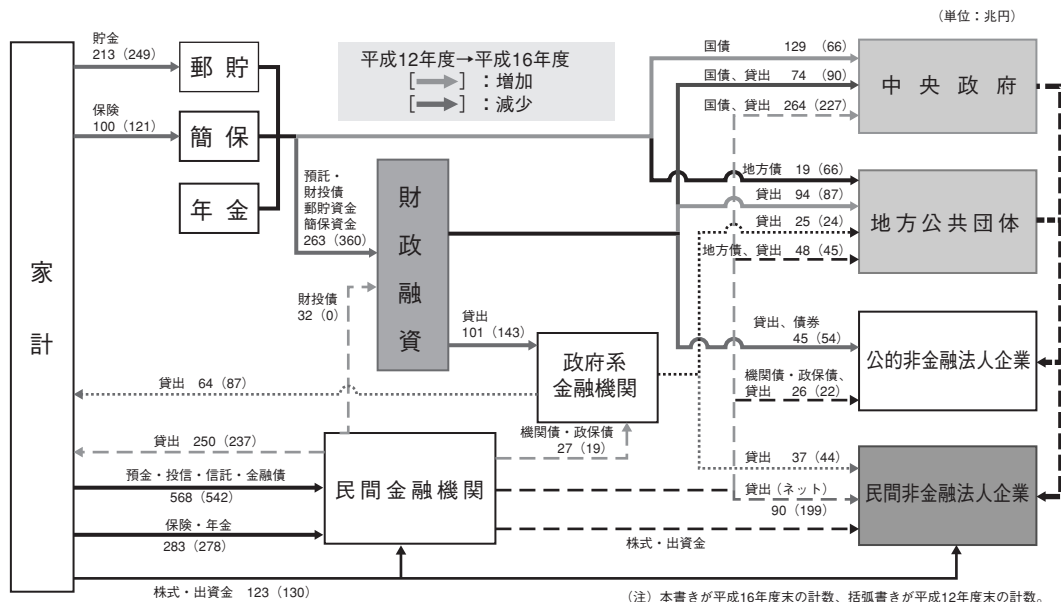 （単位：兆円）
貯金
213（249）
郵貯
保険
100（121）
簡保
年金
平成12年度→平成16年度
［→］：増加
［→］：減少
国債 129（66）
国債、貸出 74（90）
国債、貸出 264（227）
中央政府
預託・
財投債
郵貯資金
簡保資金
263（360）
財政融資
地方債 19（66）
貸出 94（87）
貸出 25（24）
地方債、貸出 48（45）
地方公共団体
家計
財投債
32（0）
貸出
101（143）
政府系
金融機関
貸出、債券
45（54）
機関債・政保債、
貸出 26（22）
公的非金融法人企業
貸出 64（87）
貸出 250（237）
機関債・政保債
27（19）
預金・投信・信託・金融債
568（542）
民間金融機関
保険・年金
283（278）
貸出 37（44）
貸出（ネット）
90（199）
民間非金融法人企業
株式・出資金
株式・出資金 123（130）
（注）本書きが平成16年度末の計数、括弧書きが平成12年度末の計数。